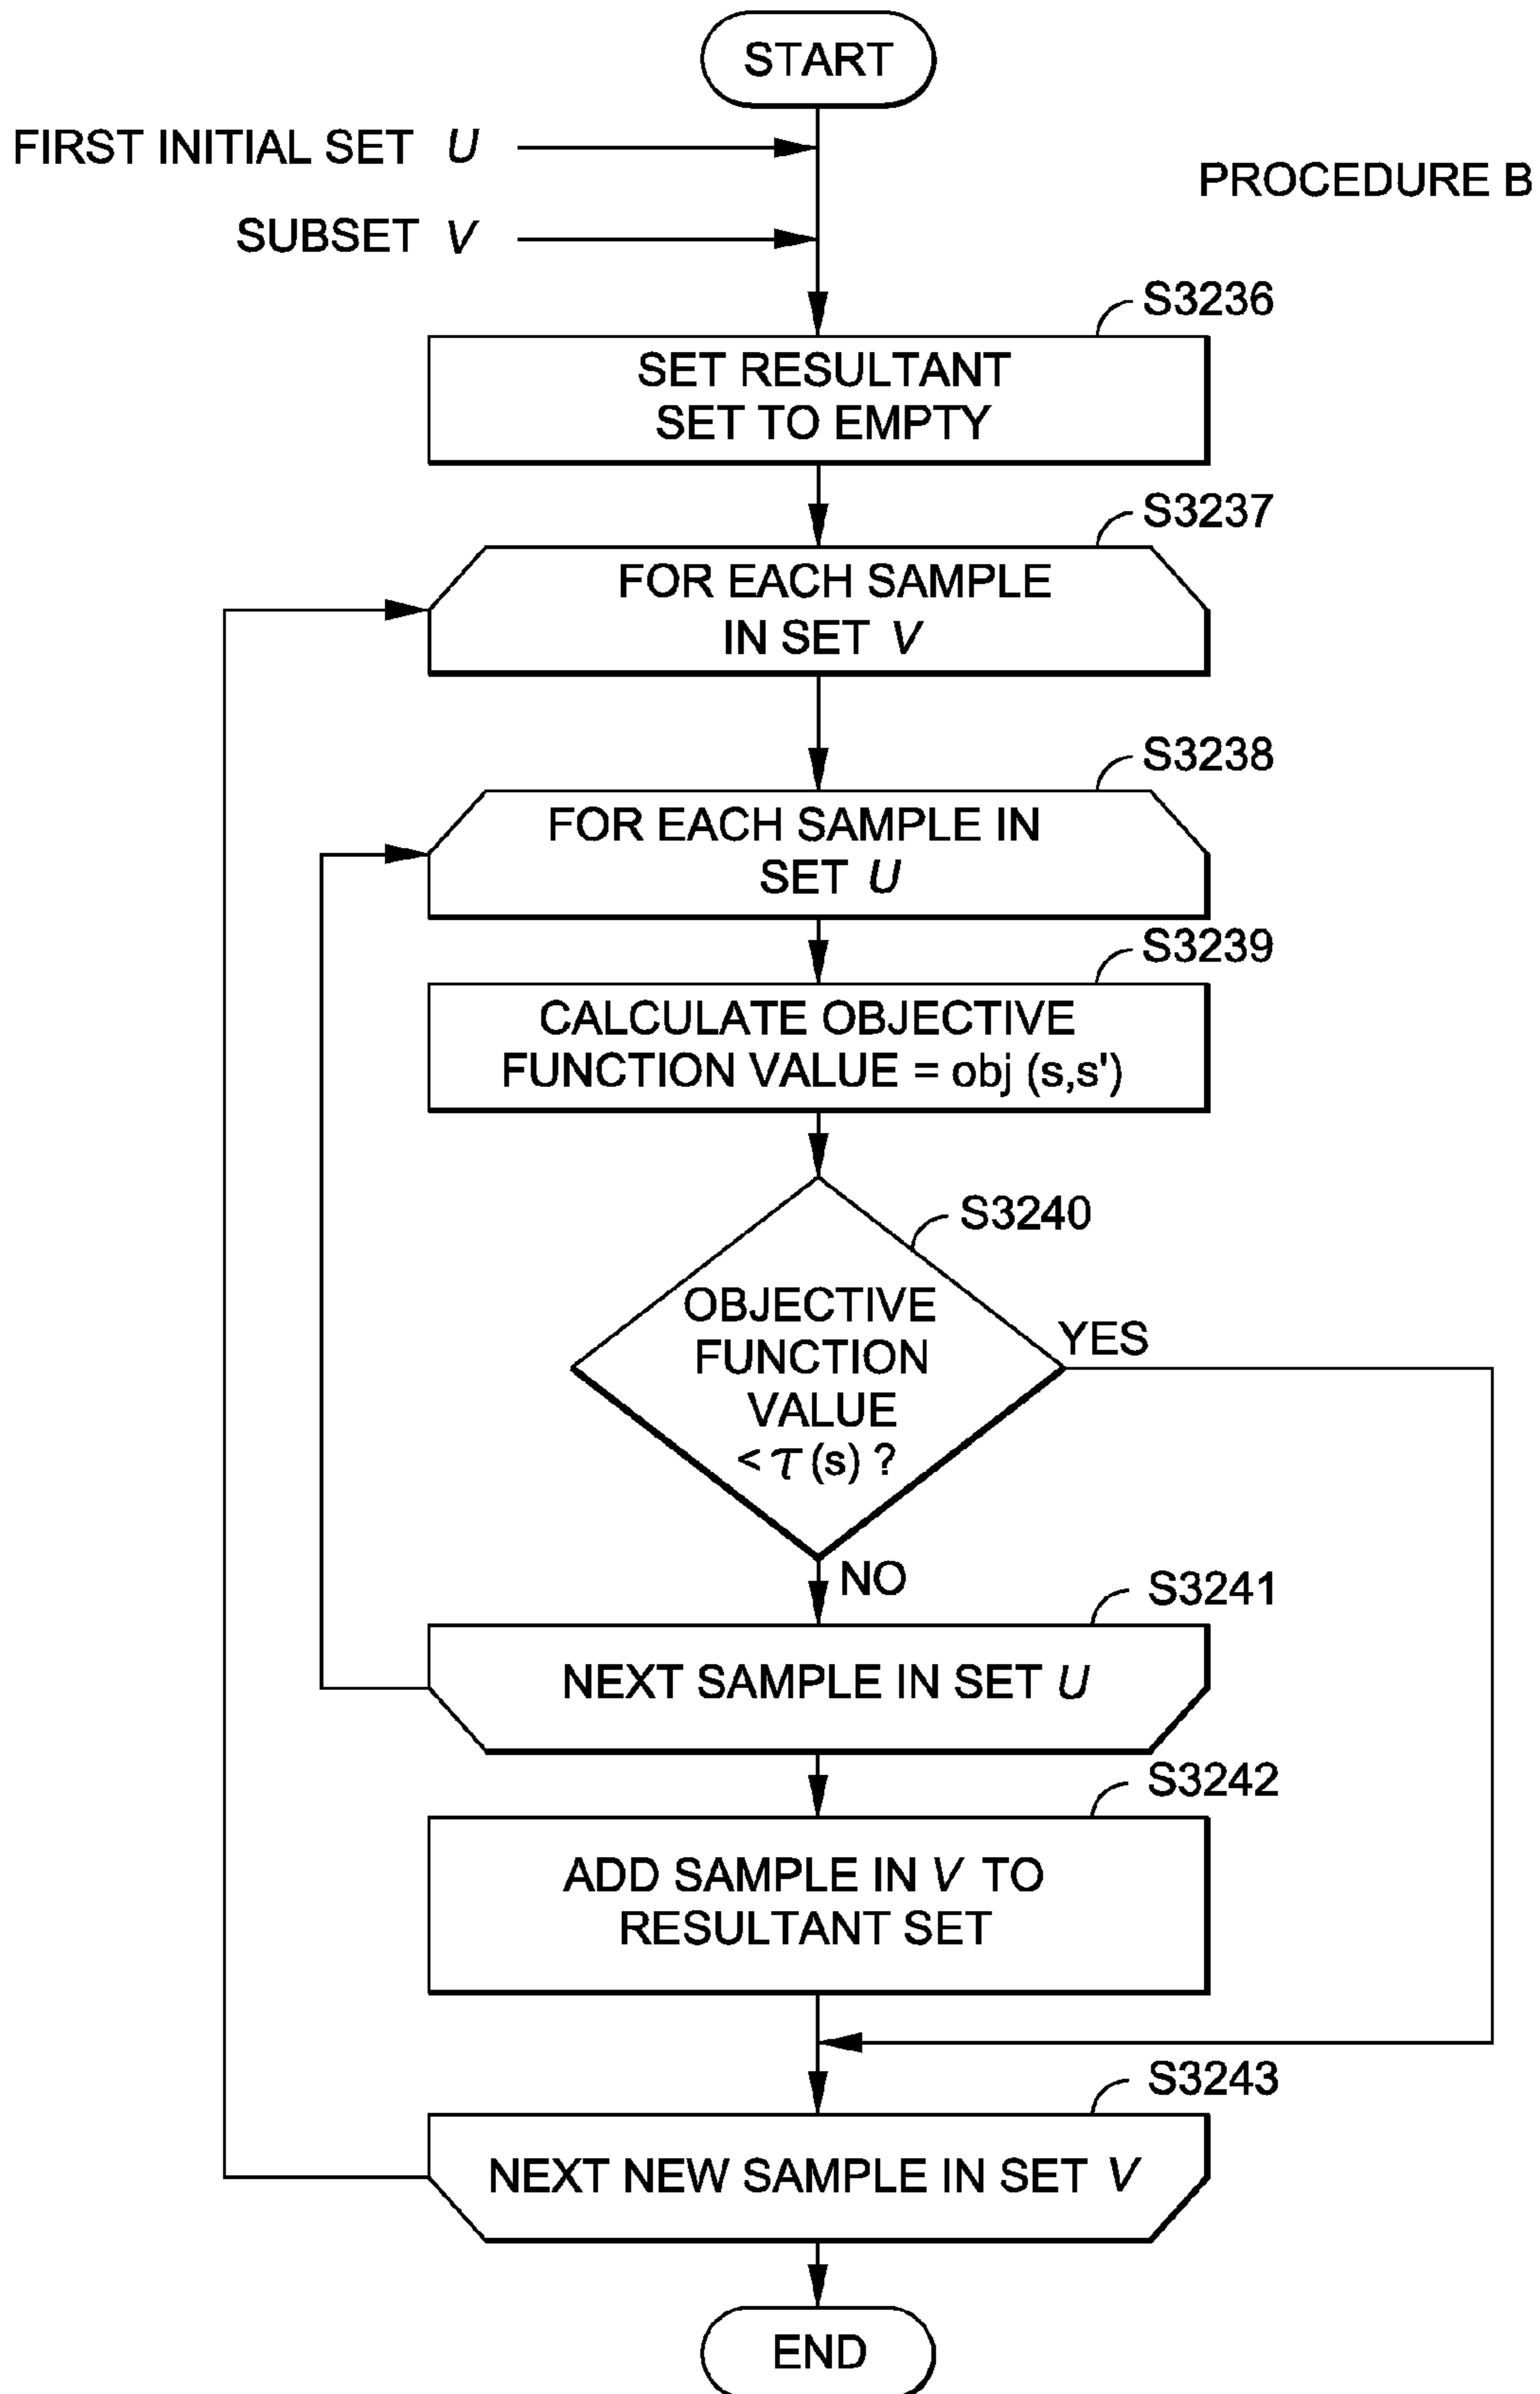 START
FIRST INITIAL SET U
PROCEDURE B
SUBSET V
S3236
SET RESULTANT
SET TO EMPTY
S3237
FOR EACH SAMPLE
IN SET V
S3238
FOR EACH SAMPLE IN
SET U
S3239
CALCULATE OBJECTIVE
FUNCTION VALUE = obj (s,s')
S3240
OBJECTIVE
FUNCTION
VALUE
< τ (s) ?
YES
NO
S3241
NEXT SAMPLE IN SET U
S3242
ADD SAMPLE IN V TO
RESULTANT SET
S3243
NEXT NEW SAMPLE IN SET V
END